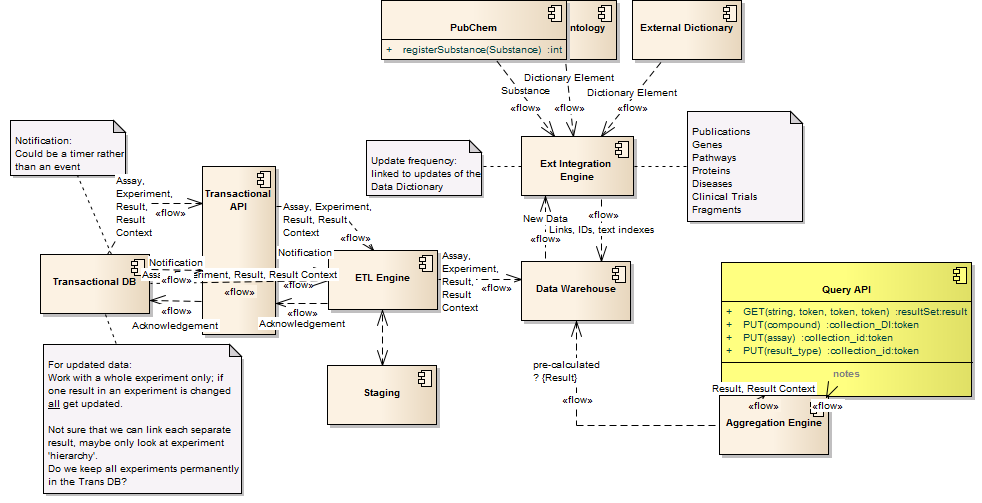 PubChem
+ registerSubstance(Substance) :int
ntology
External Dictionary
Dictionary Element
Substance
Dictionary Element
«flow»
«flow»
«flow»
Notification:
Could be a timer rather
than an event
Update frequency:
linked to updates of the
Data Dictionary
Ext Integration
Engine
Publications
Genes
Pathways
Proteins
Diseases
Clinical Trials
Fragments
Assay,
Experiment,
Result,
Result
Context
«flow»
Transactional
API
Assay, Experiment,
Result, Result
Context
«flow»
New Data
«flow»
«flow»
Links, IDs, text indexes
Transactional DB
Notification
Notification
Result, Result Context
«flow»
«flow»
«flow»
«flow»
«flow»
Acknowledgement
Acknowledgement
ETL Engine
Assay,
Experiment,
Result,
Result
Context
«flow»
Data Warehouse
Query API
+ GET(string, token, token, token) :resultSet:result
+ PUT(compound) :collection_DI:token
+ PUT(assay) :collection_id:token
+ PUT(result_type) :collection_id:token
notes
For updated data:
Work with a whole experiment only; if
one result in an experiment is changed
all get updated.
Not sure that we can link each separate
result, maybe only look at experiment
'hierarchy'.
Do we keep all experiments permanently
in the Trans DB?
Staging
pre-calculated
? {Result}
«flow»
Result, Result Context
«flow»
«flow»
Aggregation Engine